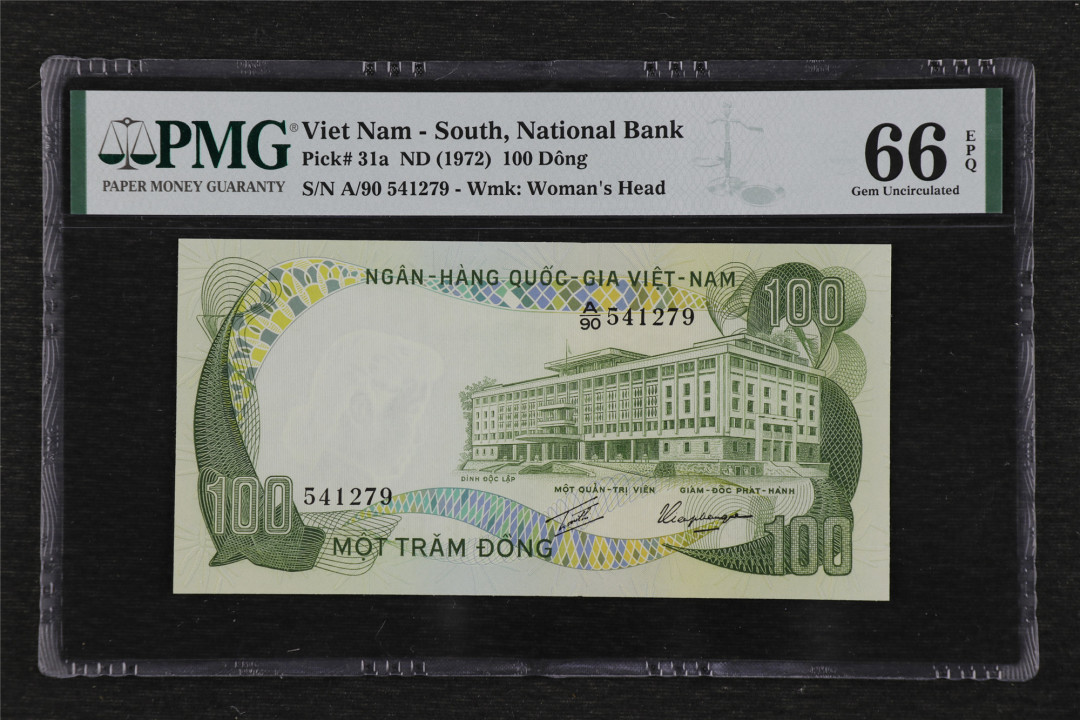 PMG®
PAPER MONEY GUARANTY
Viet Nam - South, National Bank
Pick# 31a ND (1972) 100 Dông
S/N A/90 541279 - Wmk: Woman's Head
66
EPQ
Gem Uncirculated
NGÂN-HÀNG QUỐC-GIA VIỆT-NAM
100
A/90 541279
DINH ĐỘC LẬP
MỘT QUẢN-TRỊ VIÊN GIÁM-ĐỐC PHÁT-HÀNH
100 541279
MỘT TRĂM ĐỒNG
100